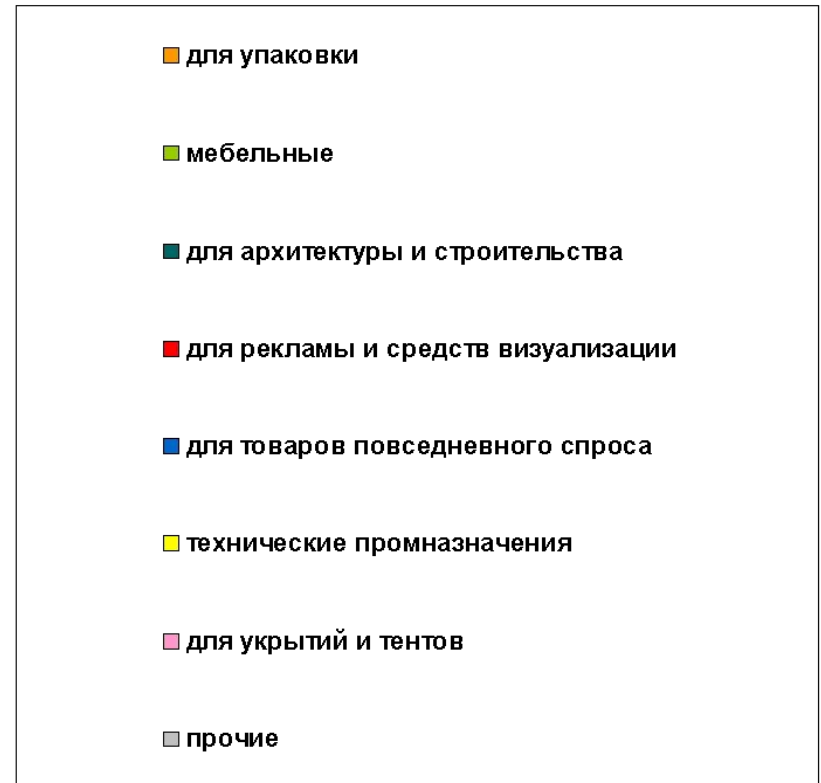 для упаковки
мебельные
для архитектуры и строительства
для рекламы и средств визуализации
для товаров повседневного спроса
технические промназначения
для укрытий и тентов
прочие